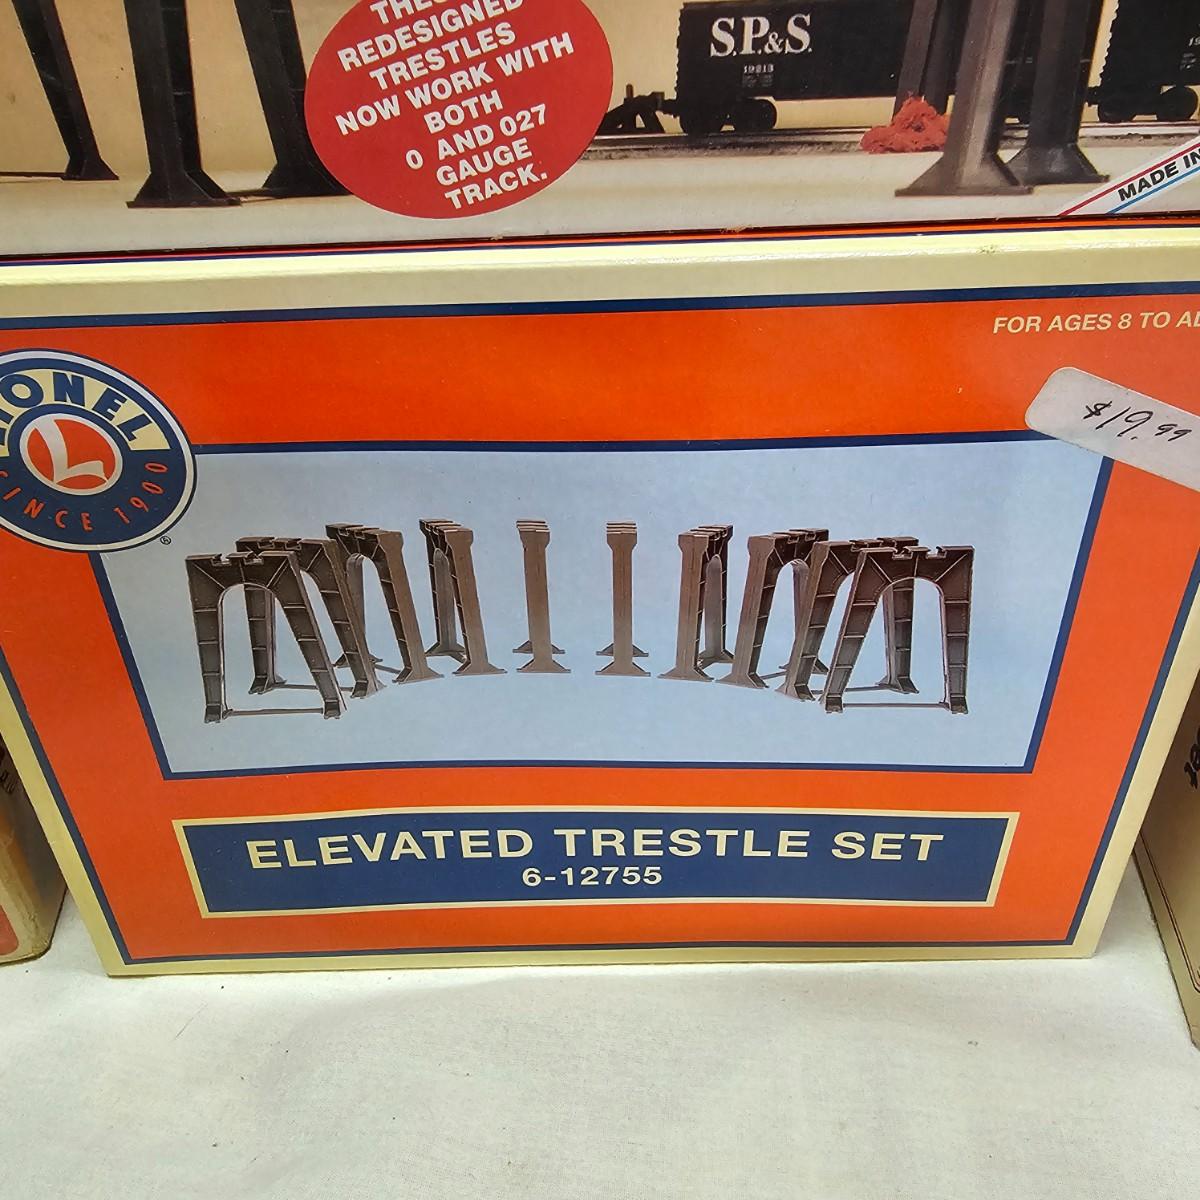 REDESIGNED
TRESTLES
NOW WORK WITH
BOTH
0 AND 027
GAUGE
TRACK.
S.P.&S.
19213
MADE IN
FOR AGES 8 TO
$19.99
LIONEL
SINCE 1900
®
ELEVATED TRESTLE SET
6-12755